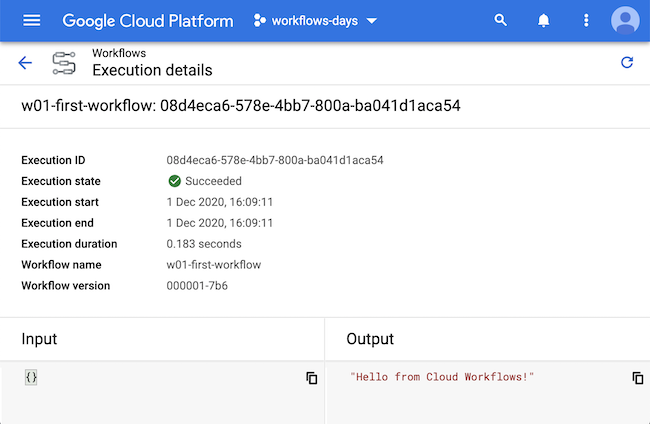 Google Cloud Platform workflows-days
Workflows
Execution details
w01-first-workflow: 08d4eca6-578e-4bb7-800a-ba041d1aca54
Execution ID 08d4eca6-578e-4bb7-800a-ba041d1aca54
Execution state Succeeded
Execution start 1 Dec 2020, 16:09:11
Execution end 1 Dec 2020, 16:09:11
Execution duration 0.183 seconds
Workflow name w01-first-workflow
Workflow version 000001-7b6
Input Output
{} "Hello from Cloud Workflows!"